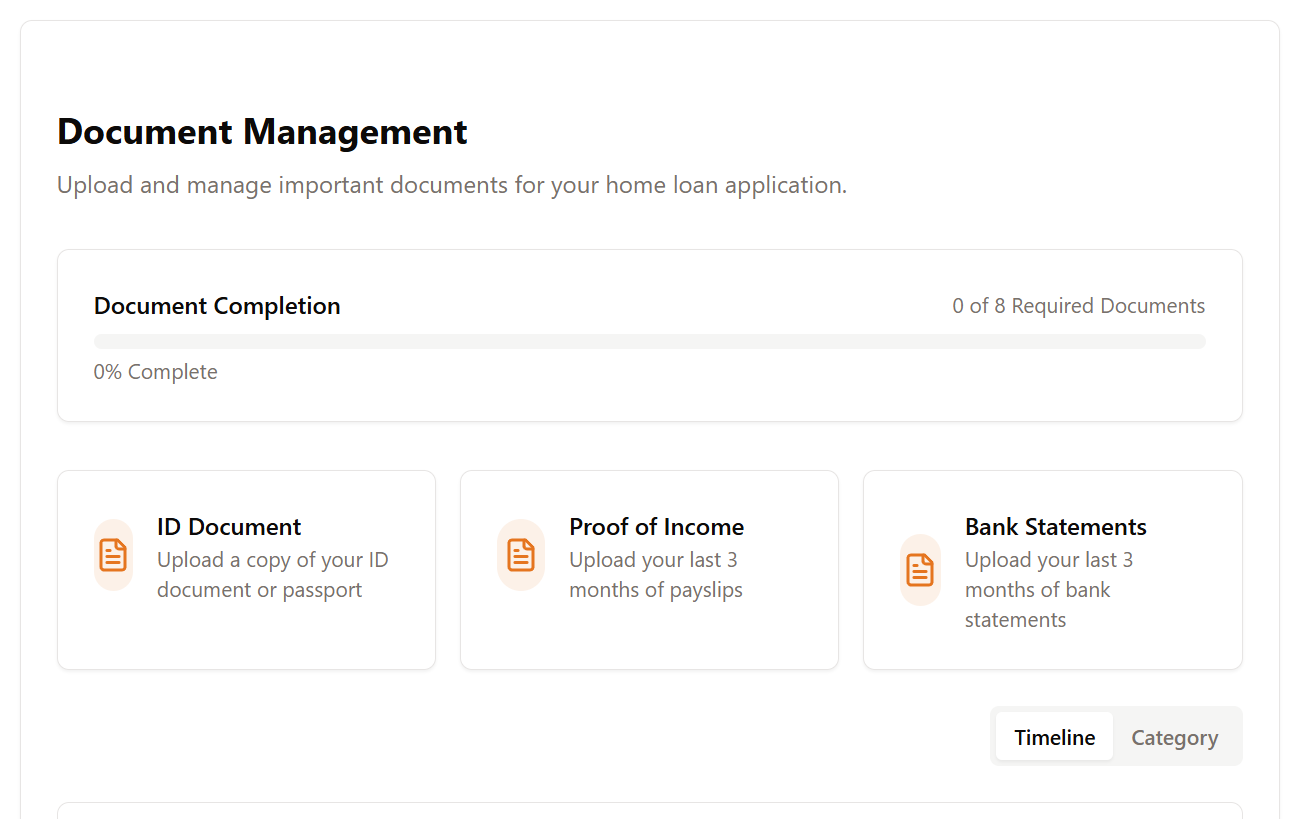 Document Management
Upload and manage important documents for your home loan application.
Document Completion
0 of 8 Required Documents
0% Complete
ID Document
Upload a copy of your ID
document or passport
Proof of Income
Upload your last 3
months of payslips
Bank Statements
Upload your last 3
months of bank
statements
Timeline
Category